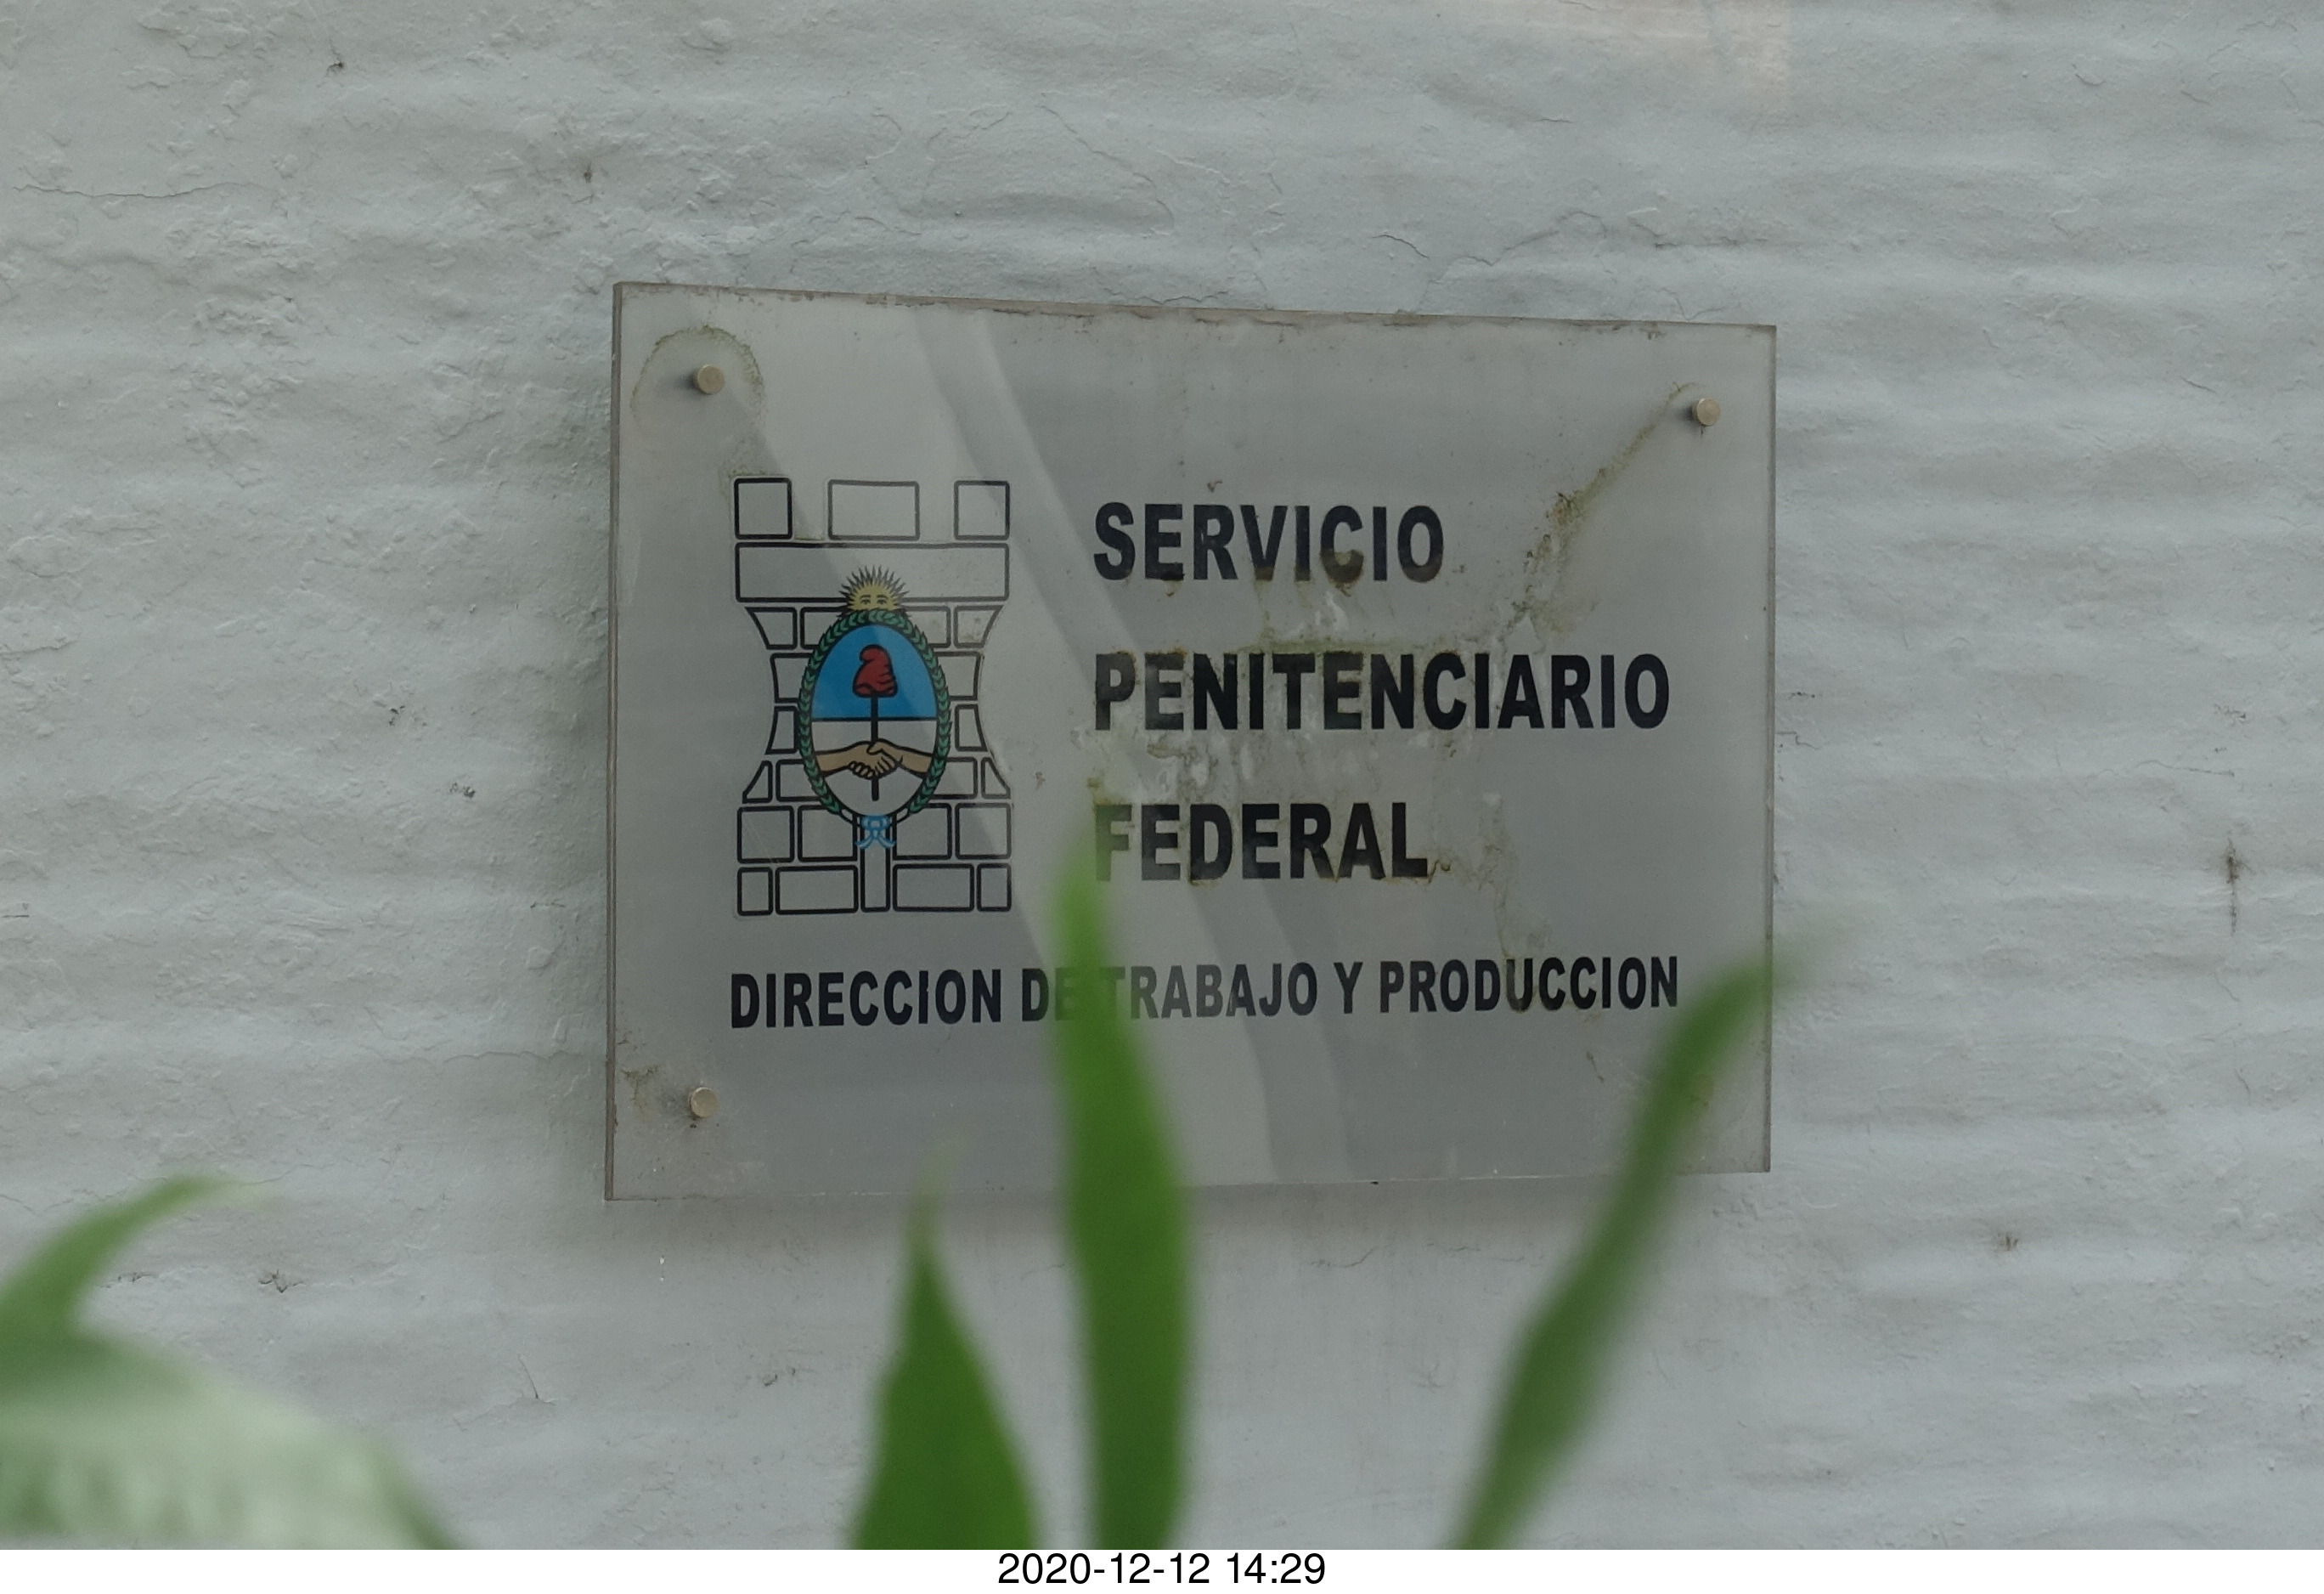 SERVICIO
PENITENCIARIO
FEDERAL
DIRECCION DE TRABAJO Y PRODUCCION
2020-12-12 14:29